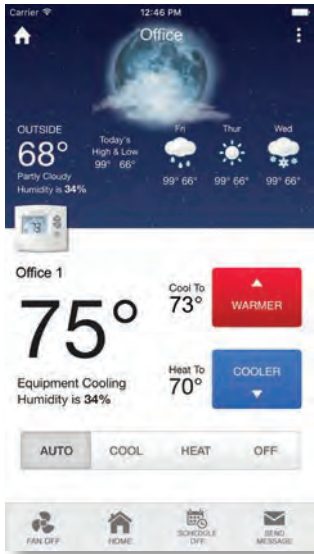 Carrier 12:46 PM
Office
OUTSIDE
68°
Partly Cloudy
Humidity is 34%
Today's
High & Low
99° 66°
Fri Thur Wed
99° 66° 99° 66° 99° 66°
73
Office 1
75°
Equipment Cooling
Humidity is 34%
Cool To
73°
WARMER
Heat To
70°
COOLER
AUTO COOL HEAT OFF
FAN OFF HOME SCHEDULE
OFF SEND
MESSAGE